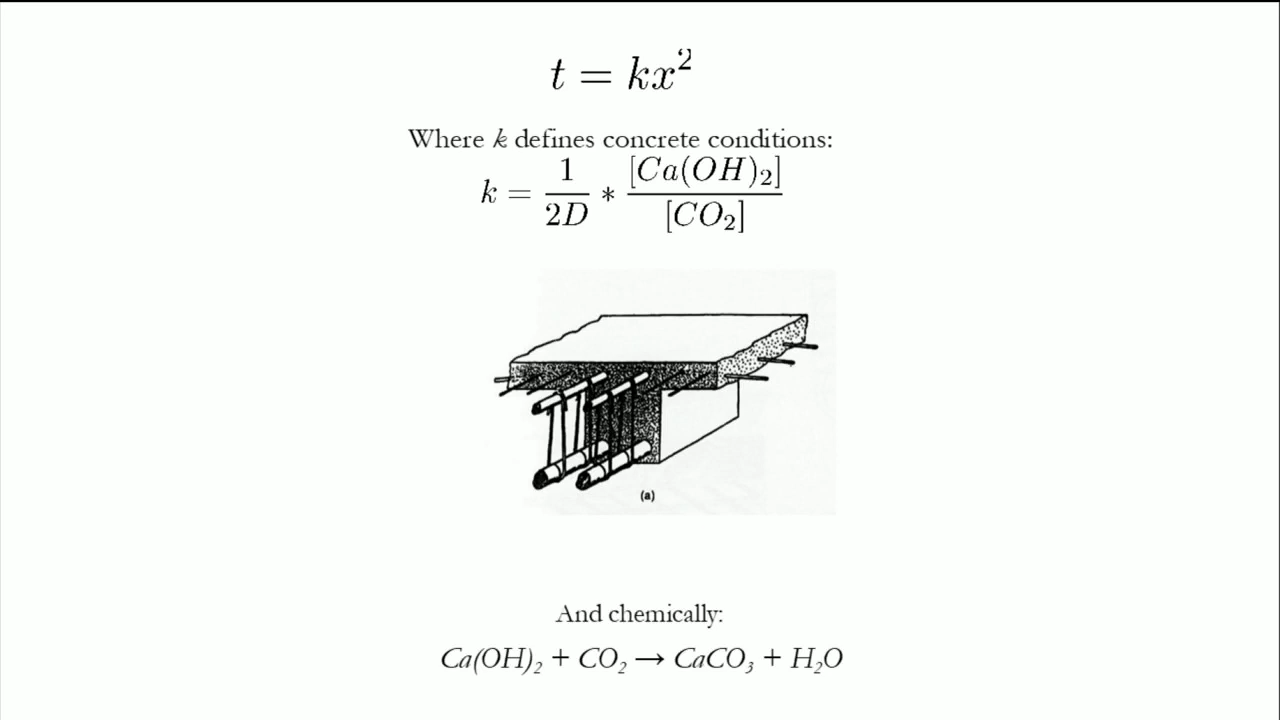 t = kx²
Where k defines concrete conditions:
k = 1/2D * [Ca(OH)₂]/[CO₂]
(a)
And chemically:
Ca(OH)₂ + CO₂ → CaCO₃ + H₂O